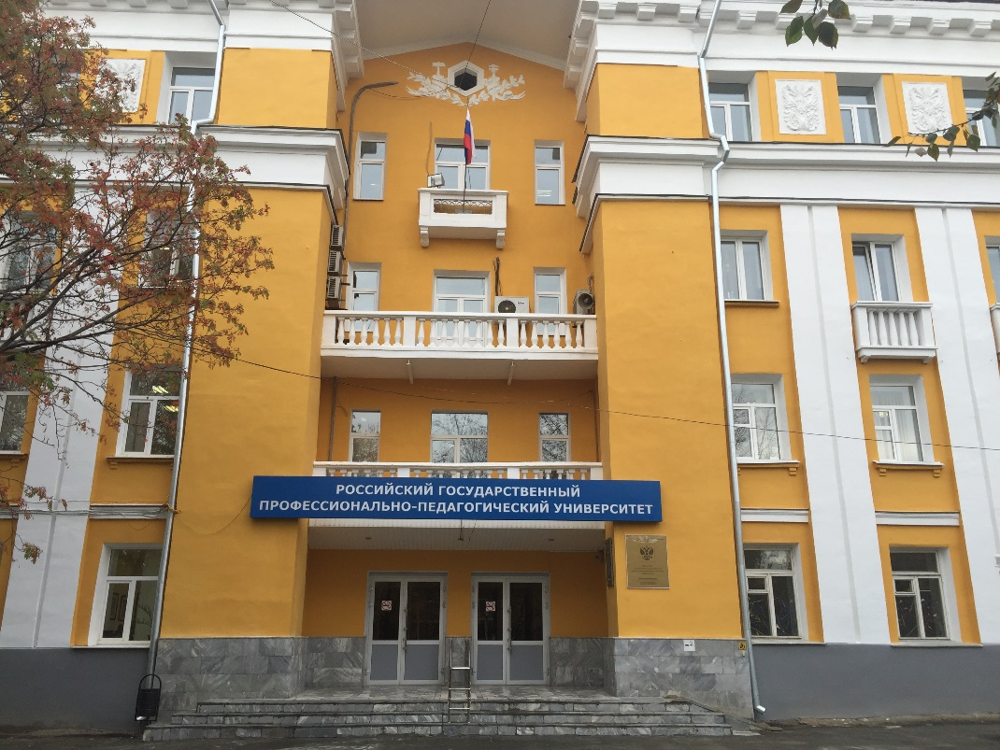 РОССИЙСКИЙ ГОСУДАРСТВЕННЫЙ
ПРОФЕССИОНАЛЬНО-ПЕДАГОГИЧЕСКИЙ УНИВЕРСИТЕТ